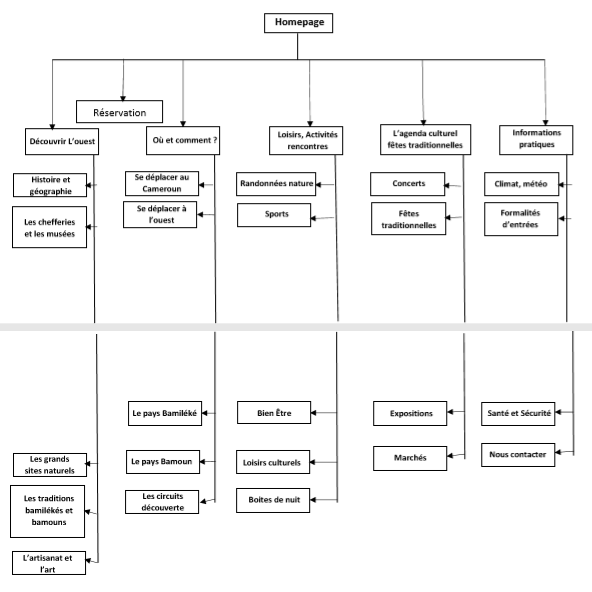 Homepage
Réservation
Découvrir L'ouest
Où et comment ?
Loisirs, Activités
rencontres
L'agenda culturel
fêtes traditionnelles
Informations
pratiques
Histoire et
géographie
Les chefferies
et les musées
Se déplacer au
Cameroun
Se déplacer à
l'ouest
Randonnées nature
Sports
Concerts
Fêtes
traditionnelles
Climat, météo
Formalités
d'entrées
Les grands
sites naturels
Les traditions
bamilékés et
bamouns
L'artisanat et
l'art
Le pays Bamiléké
Le pays Bamoun
Les circuits
découverte
Bien Être
Loisirs culturels
Boites de nuit
Expositions
Marchés
Santé et Sécurité
Nous contacter